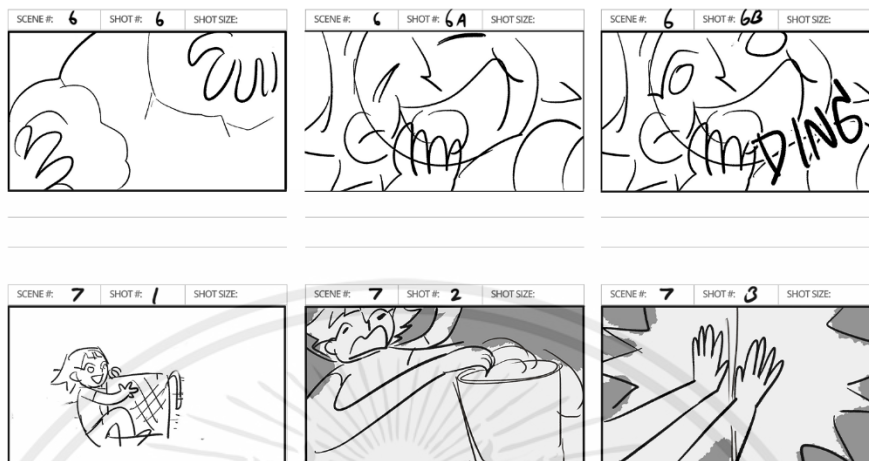 SCENE #: 6 SHOT #: 6 SHOT SIZE:
SCENE #: 6 SHOT #: 6A SHOT SIZE:
SCENE #: 6 SHOT #: 6B SHOT SIZE:
DING
SCENE #: 7 SHOT #: 1 SHOT SIZE:
SCENE #: 7 SHOT #: 2 SHOT SIZE:
SCENE #: 7 SHOT #: 3 SHOT SIZE: